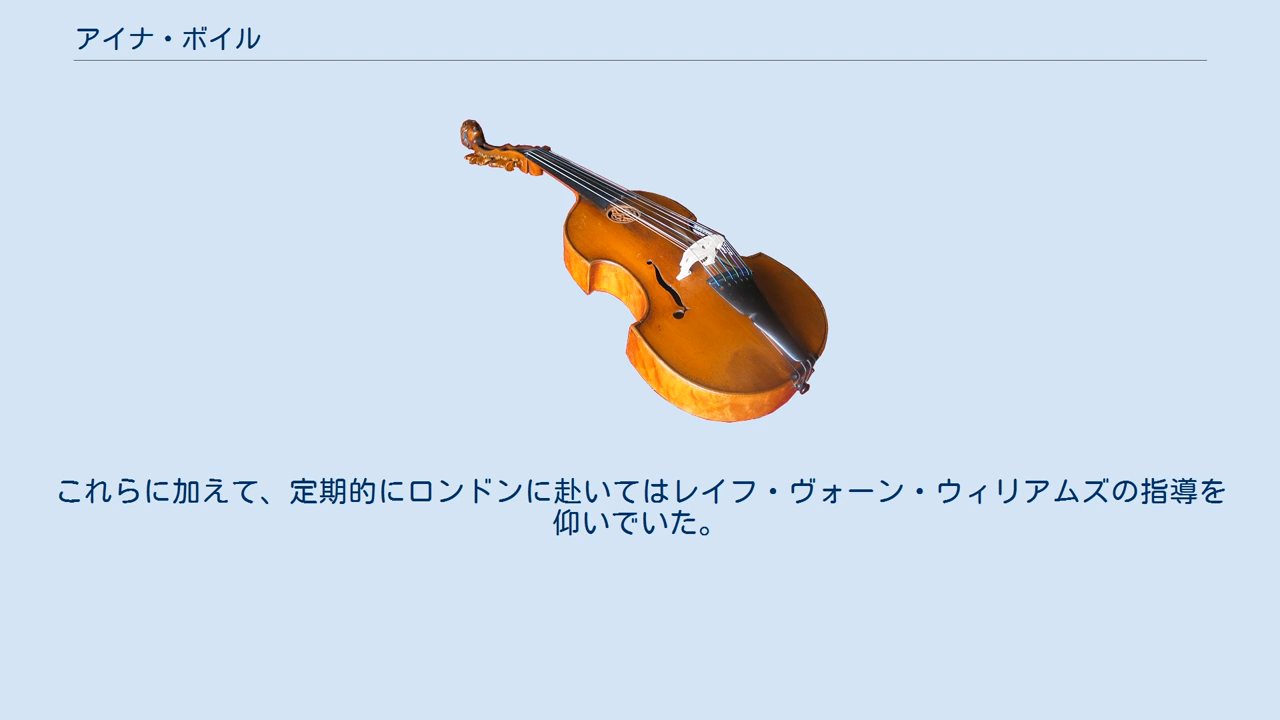 アイナ・ボイル
これらに加えて、定期的にロンドンに赴いてはレイフ・ヴォーン・ウィリアムズの指導を
仰いでいた。